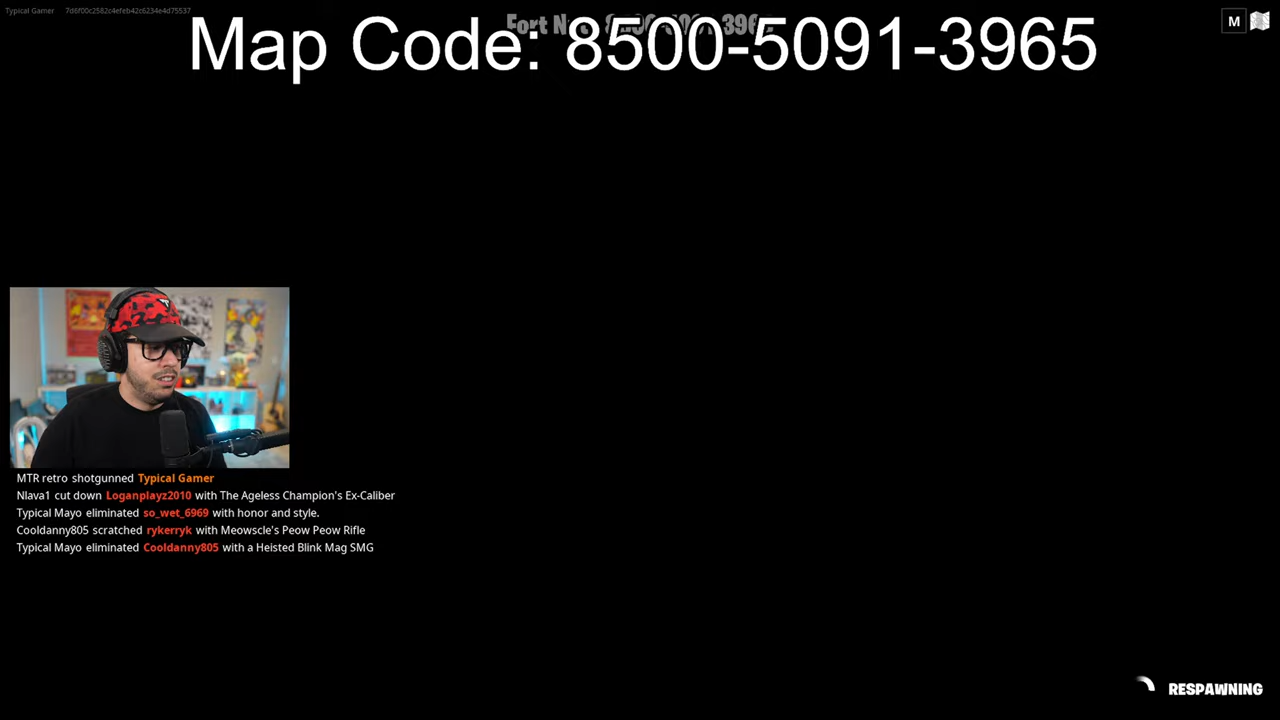 Typical Gamer
M
Map Code: 8500-5091-3965
MTR retro shotgunned Typical Gamer
Nlava1 cut down Loganplayz2010 with The Ageless Champion's Ex-Caliber
Typical Mayo eliminated so_wet_6969 with honor and style.
Cooldanny805 scratched rykerryk with Meowscle's Peow Peow Rifle
Typical Mayo eliminated Cooldanny805 with a Heisted Blink Mag SMG
RESPAWNING